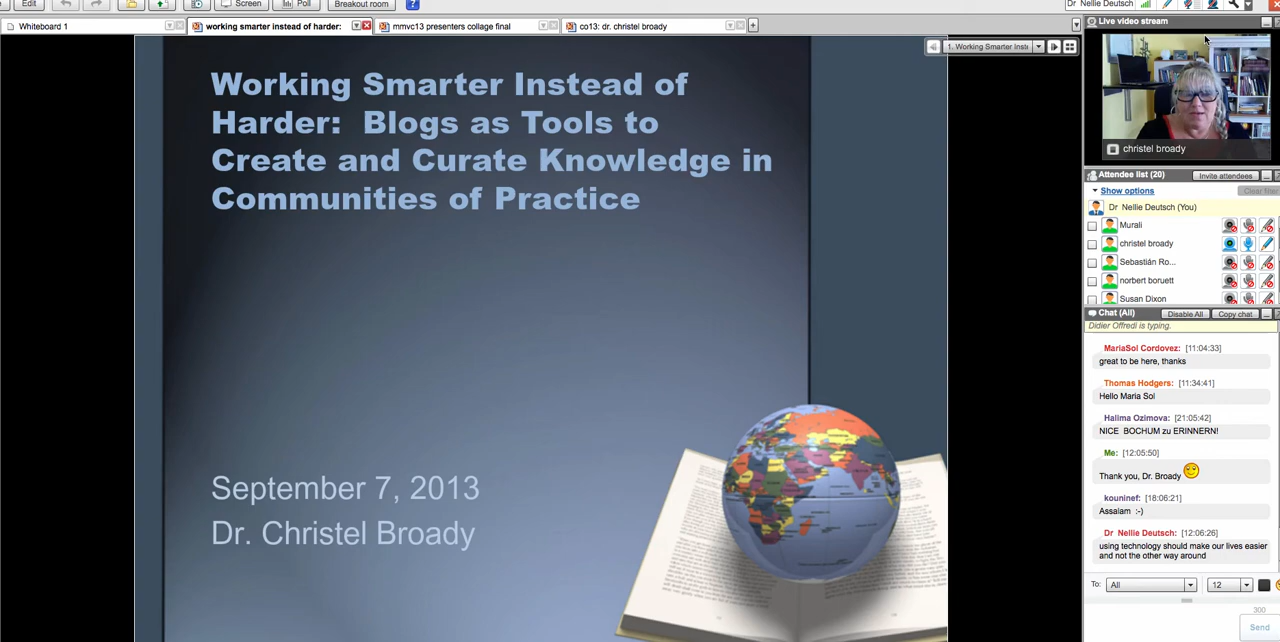 Edit
Screen
Poll
Breakout room
?
Dr Nellie Deutsch
Whiteboard 1
working smarter instead of harder:
mmvc13 presenters collage final
co13: dr. christel broady
1. Working Smarter Inste
Working Smarter Instead of
Harder: Blogs as Tools to
Create and Curate Knowledge in
Communities of Practice
September 7, 2013
Dr. Christel Broady
Live video stream
christel broady
Attendee list (20)
Invite attendees
Show options
Clear filter
Dr Nellie Deutsch (You)
Murali
christel broady
Sebastián Ro...
norbert boruett
Susan Dixon
Chat (All)
Disable All
Copy chat
Didier Offredi is typing.
MariaSol Cordovez: [11:04:33]
great to be here, thanks
Thomas Hodgers: [11:34:41]
Hello Maria Sol
Halima Ozimova: [21:05:42]
NICE BOCHUM zu ERINNERN!
Me: [12:05:50]
Thank you, Dr. Broady
kouninef: [18:06:21]
Assalam :-)
Dr Nellie Deutsch: [12:06:26]
using technology should make our lives easier
and not the other way around
To:
All
12
300
Send